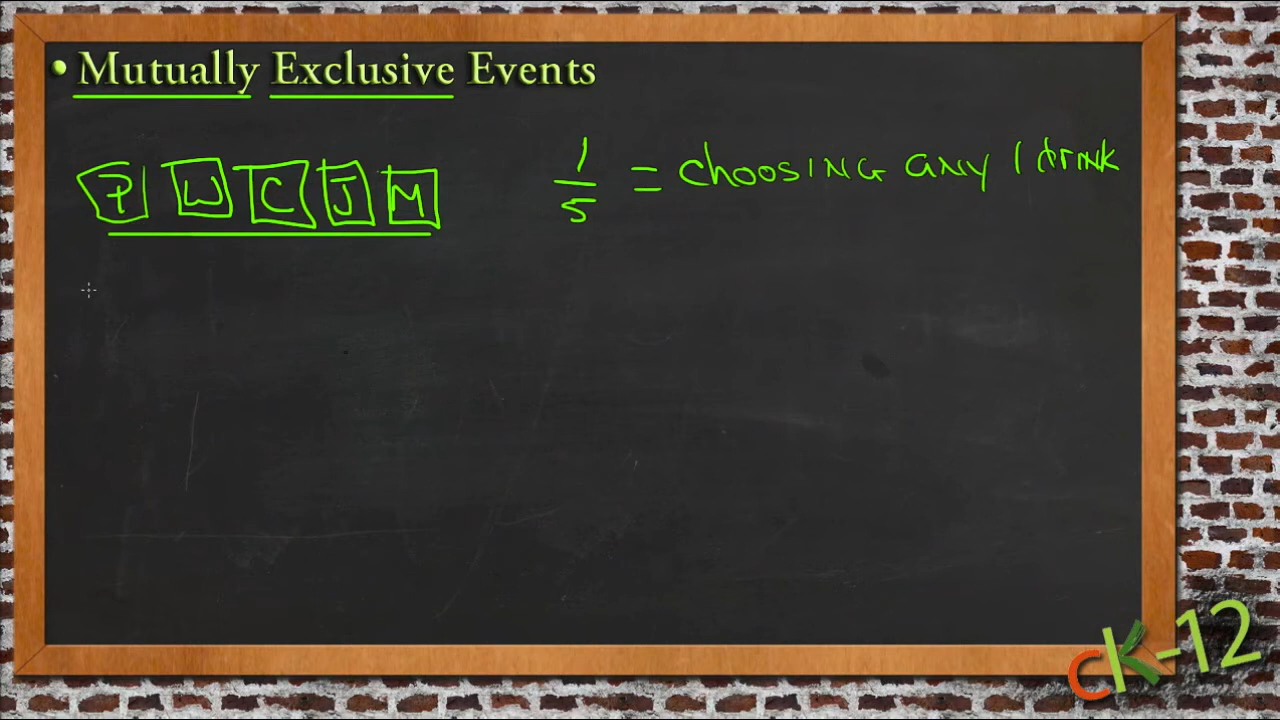 • Mutually Exclusive Events
P W C J M
1/5 = choosing any 1 drink
CK-12